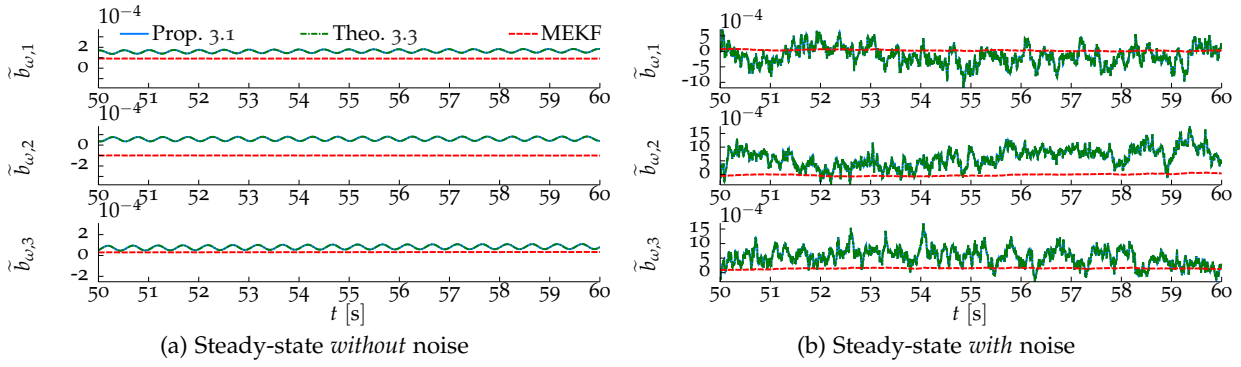 10⁻⁴
Prop. 3.1 Theo. 3.3 MEKF
b̃ω,1
2
0
50 51 52 53 54 55 56 57 58 59 60
10⁻⁴
b̃ω,2
0
-2
50 51 52 53 54 55 56 57 58 59 60
10⁻⁴
b̃ω,3
2
0
-2
50 51 52 53 54 55 56 57 58 59 60
t [s]
(a) Steady-state without noise
10⁻⁴
b̃ω,1
5
0
-5
-10
50 51 52 53 54 55 56 57 58 59 60
10⁻⁴
b̃ω,2
15
10
5
0
50 51 52 53 54 55 56 57 58 59 60
10⁻⁴
b̃ω,3
15
10
5
0
50 51 52 53 54 55 56 57 58 59 60
t [s]
(b) Steady-state with noise